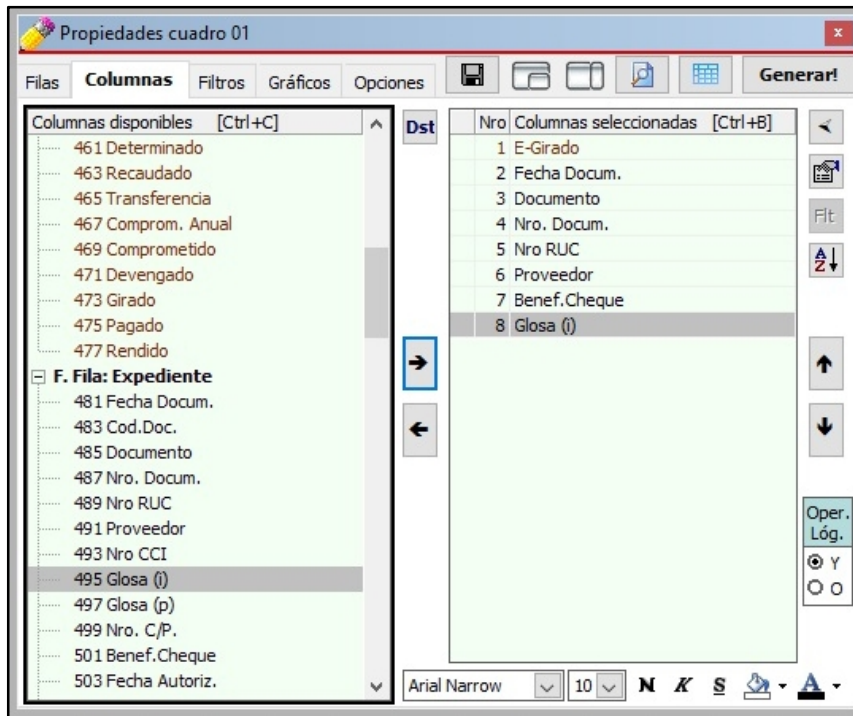 Propiedades cuadro 01
x
Filas Columnas Filtros Gráficos Opciones Generar!
Columnas disponibles [Ctrl+C]
461 Determinado
463 Recaudado
465 Transferencia
467 Comprom. Anual
469 Comprometido
471 Devengado
473 Girado
475 Pagado
477 Rendido
F. Fila: Expediente
481 Fecha Docum.
483 Cod.Doc.
485 Documento
487 Nro. Docum.
489 Nro RUC
491 Proveedor
493 Nro CCI
495 Glosa (i)
497 Glosa (p)
499 Nro. C/P.
501 Benef.Cheque
503 Fecha Autoriz.
Dst
Nro Columnas seleccionadas [Ctrl+B]
1 E-Girado
2 Fecha Docum.
3 Documento
4 Nro. Docum.
5 Nro RUC
6 Proveedor
7 Benef.Cheque
8 Glosa (i)
Flt
A
Z
Oper.
Lóg.
Y
O
Arial Narrow 10 N K S A